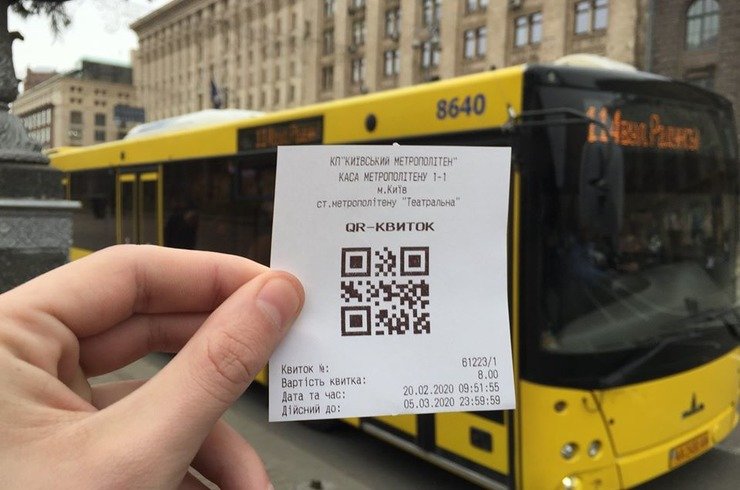 8640
КП"КИЇВСЬКИЙ МЕТРОПОЛІТЕН"
КАСА МЕТРОПОЛІТЕНУ 1-1
м.Київ
ст.метрополітену "Театральна"
QR-КВИТОК
Квиток №: 61223/1
Вартість квитка: 8.00
Дата та час: 20.02.2020 09:51:55
Дійсний до: 05.03.2020 23:59:59